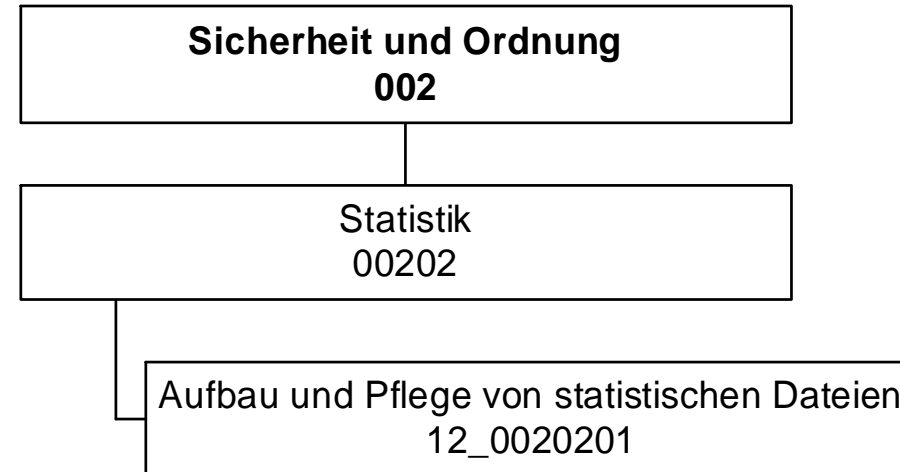 Sicherheit und Ordnung
002
Statistik
00202
Aufbau und Pflege von statistischen Dateien
12_0020201